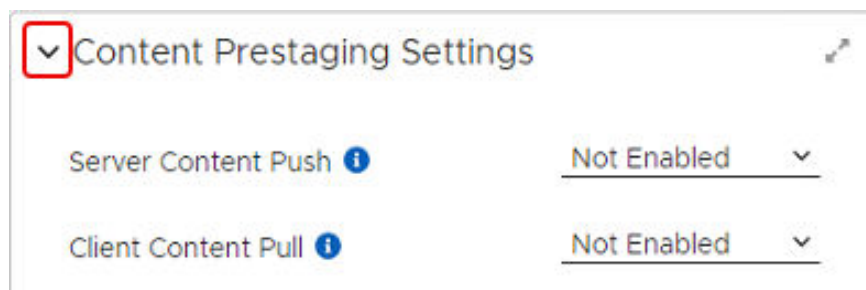 Content Prestaging Settings
Server Content Push Not Enabled
Client Content Pull Not Enabled